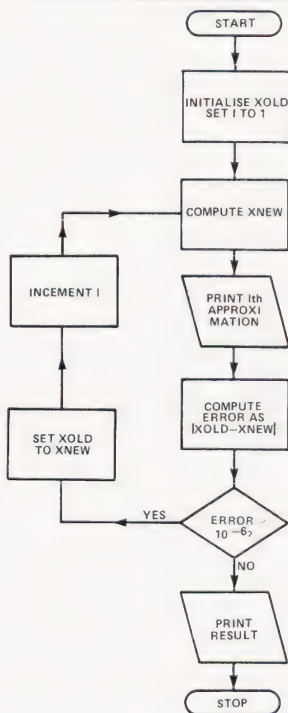 START
INITIALISE XOLD
SET I TO 1
COMPUTE XNEW
PRINT Ith
APPROXI
MATION
COMPUTE
ERROR AS
|XOLD–XNEW|
ERROR
10 –6?
YES
NO
SET XOLD
TO XNEW
INCEMENT I
PRINT
RESULT
STOP